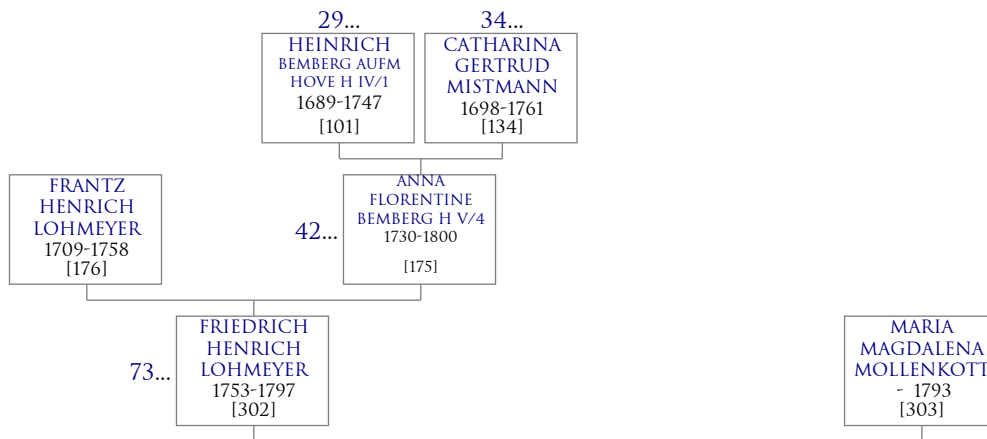 29...
HEINRICH
BEMBERG AUFM
HOVE H IV/1
1689-1747
[101]
34...
CATHARINA
GERTRUD
MISTMANN
1698-1761
[134]
FRANTZ
HENRICH
LOHMEYER
1709-1758
[176]
42...
ANNA
FLORENTINE
BEMBERG H V/4
1730-1800
[175]
73...
FRIEDRICH
HENRICH
LOHMEYER
1753-1797
[302]
MARIA
MAGDALENA
MOLLENKOTT
- 1793
[303]